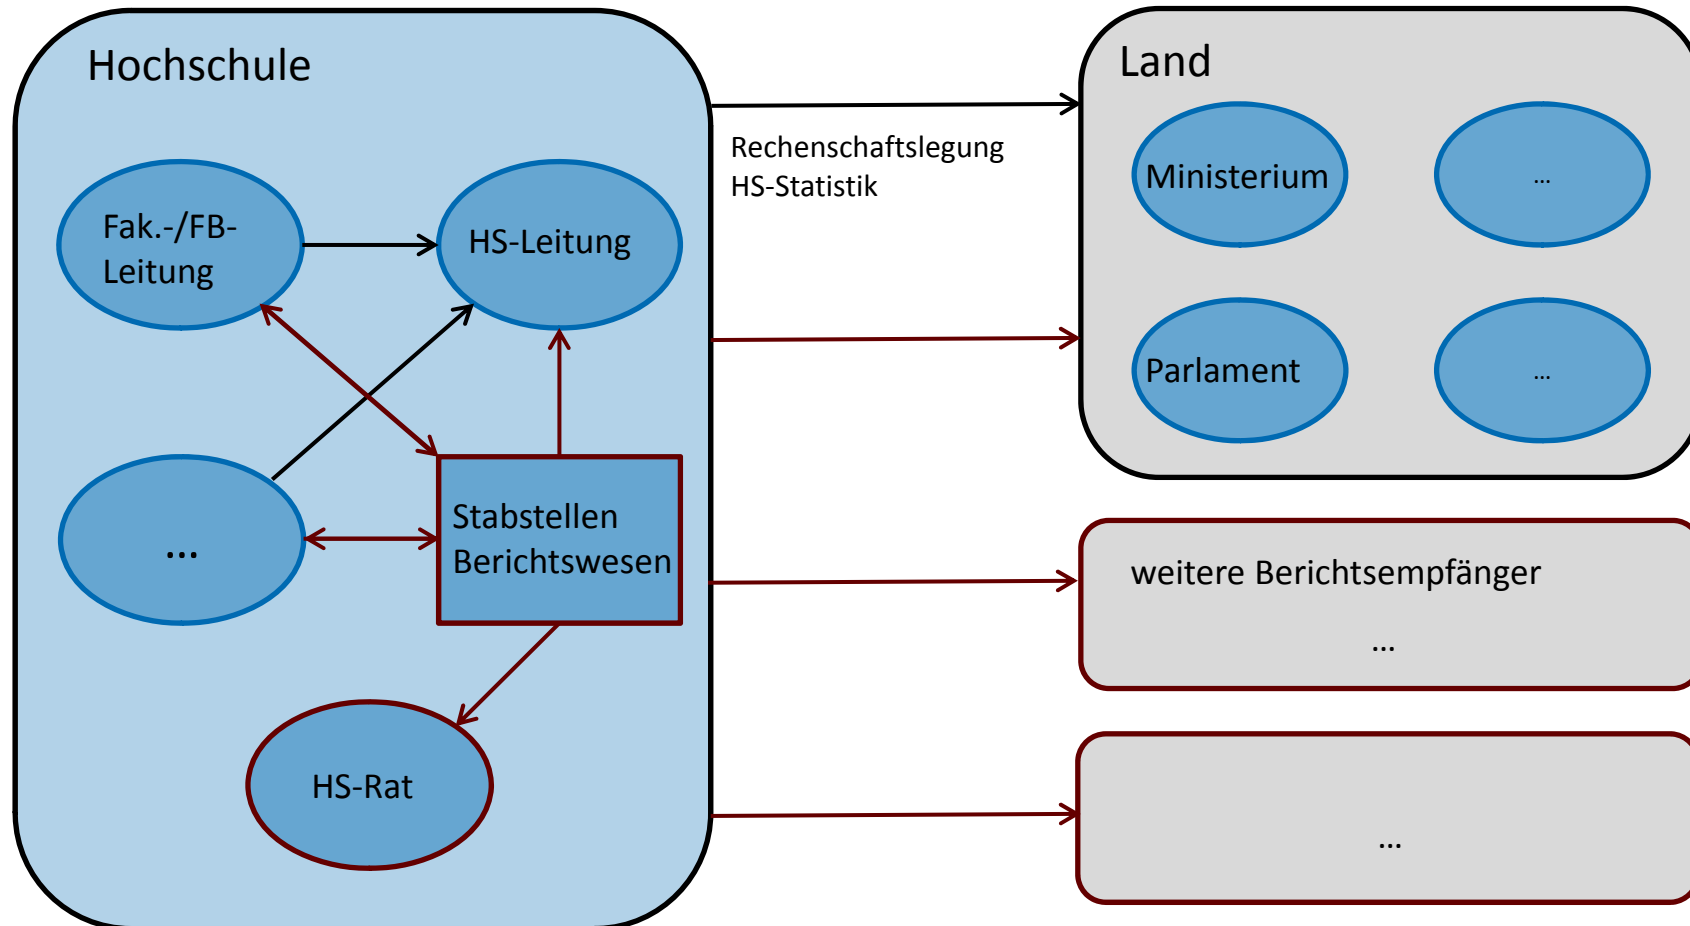 Hochschule
Fak.-/FB-
Leitung
HS-Leitung
...
Stabstellen
Berichtswesen
HS-Rat
Rechenschaftslegung
HS-Statistik
Land
Ministerium
...
Parlament
...
weitere Berichtsempfänger
...
...